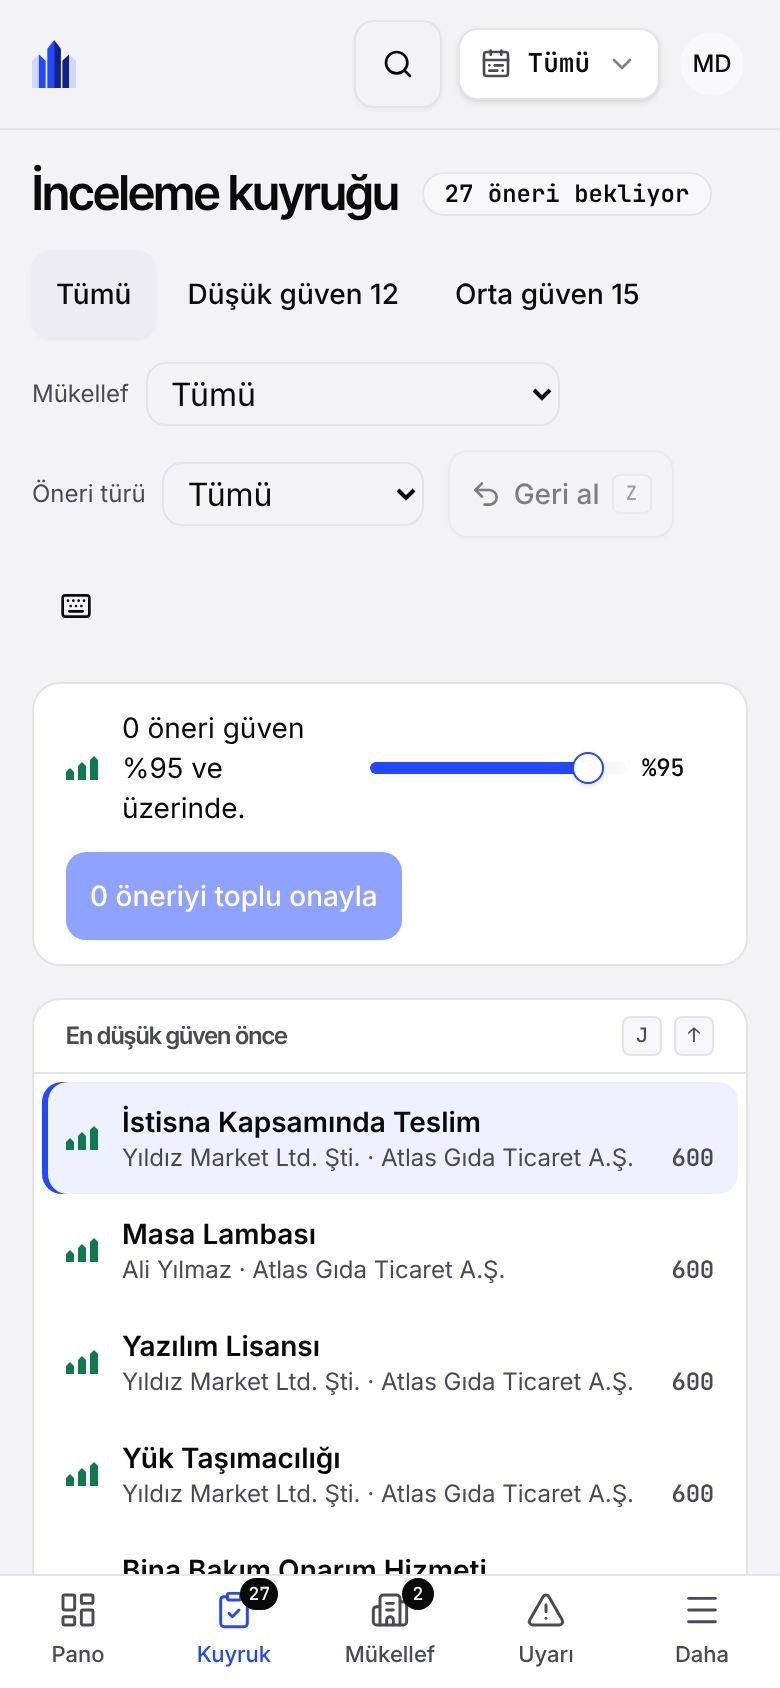 Tümü
MD
İnceleme kuyruğu
27 öneri bekliyor
Tümü
Düşük güven 12
Orta güven 15
Mükellef
Tümü
Öneri türü
Tümü
Geri al
Z
0 öneri güven
%95 ve
üzerinde.
%95
0 öneriyi toplu onayla
En düşük güven önce
J
↑
İstisna Kapsamında Teslim
Yıldız Market Ltd. Şti. · Atlas Gıda Ticaret A.Ş.
600
Masa Lambası
Ali Yılmaz · Atlas Gıda Ticaret A.Ş.
600
Yazılım Lisansı
Yıldız Market Ltd. Şti. · Atlas Gıda Ticaret A.Ş.
600
Yük Taşımacılığı
Yıldız Market Ltd. Şti. · Atlas Gıda Ticaret A.Ş.
600
Bina Bakım Onarım Hizmeti
27
2
Pano
Kuyruk
Mükellef
Uyarı
Daha